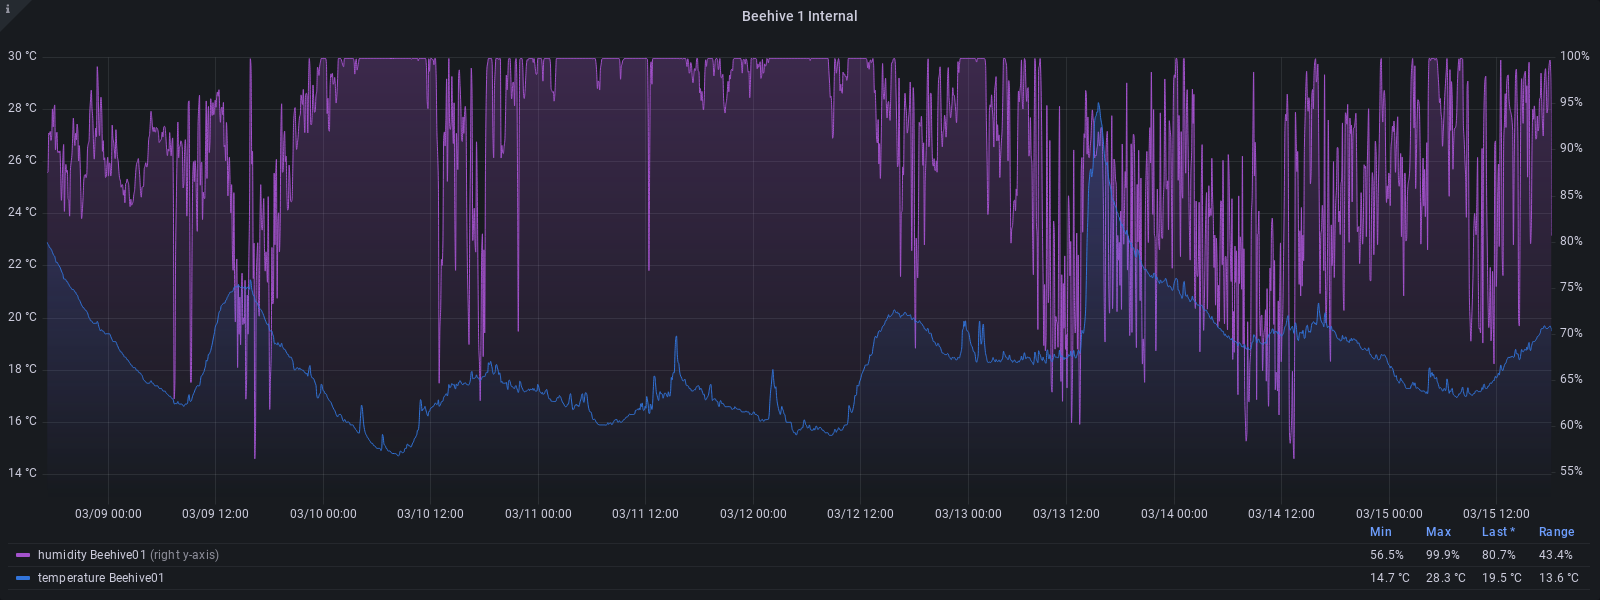 i
Beehive 1 Internal
30 °C 100%
28 °C 95%
26 °C 90%
24 °C 85%
22 °C 80%
20 °C 75%
18 °C 70%
16 °C 65%
14 °C 60%
55%
03/09 00:00 03/09 12:00 03/10 00:00 03/10 12:00 03/11 00:00 03/11 12:00 03/12 00:00 03/12 12:00 03/13 00:00 03/13 12:00 03/14 00:00 03/14 12:00 03/15 00:00 03/15 12:00
Min Max Last * Range
humidity Beehive01 (right y-axis) 56.5% 99.9% 80.7% 43.4%
temperature Beehive01 14.7 °C 28.3 °C 19.5 °C 13.6 °C